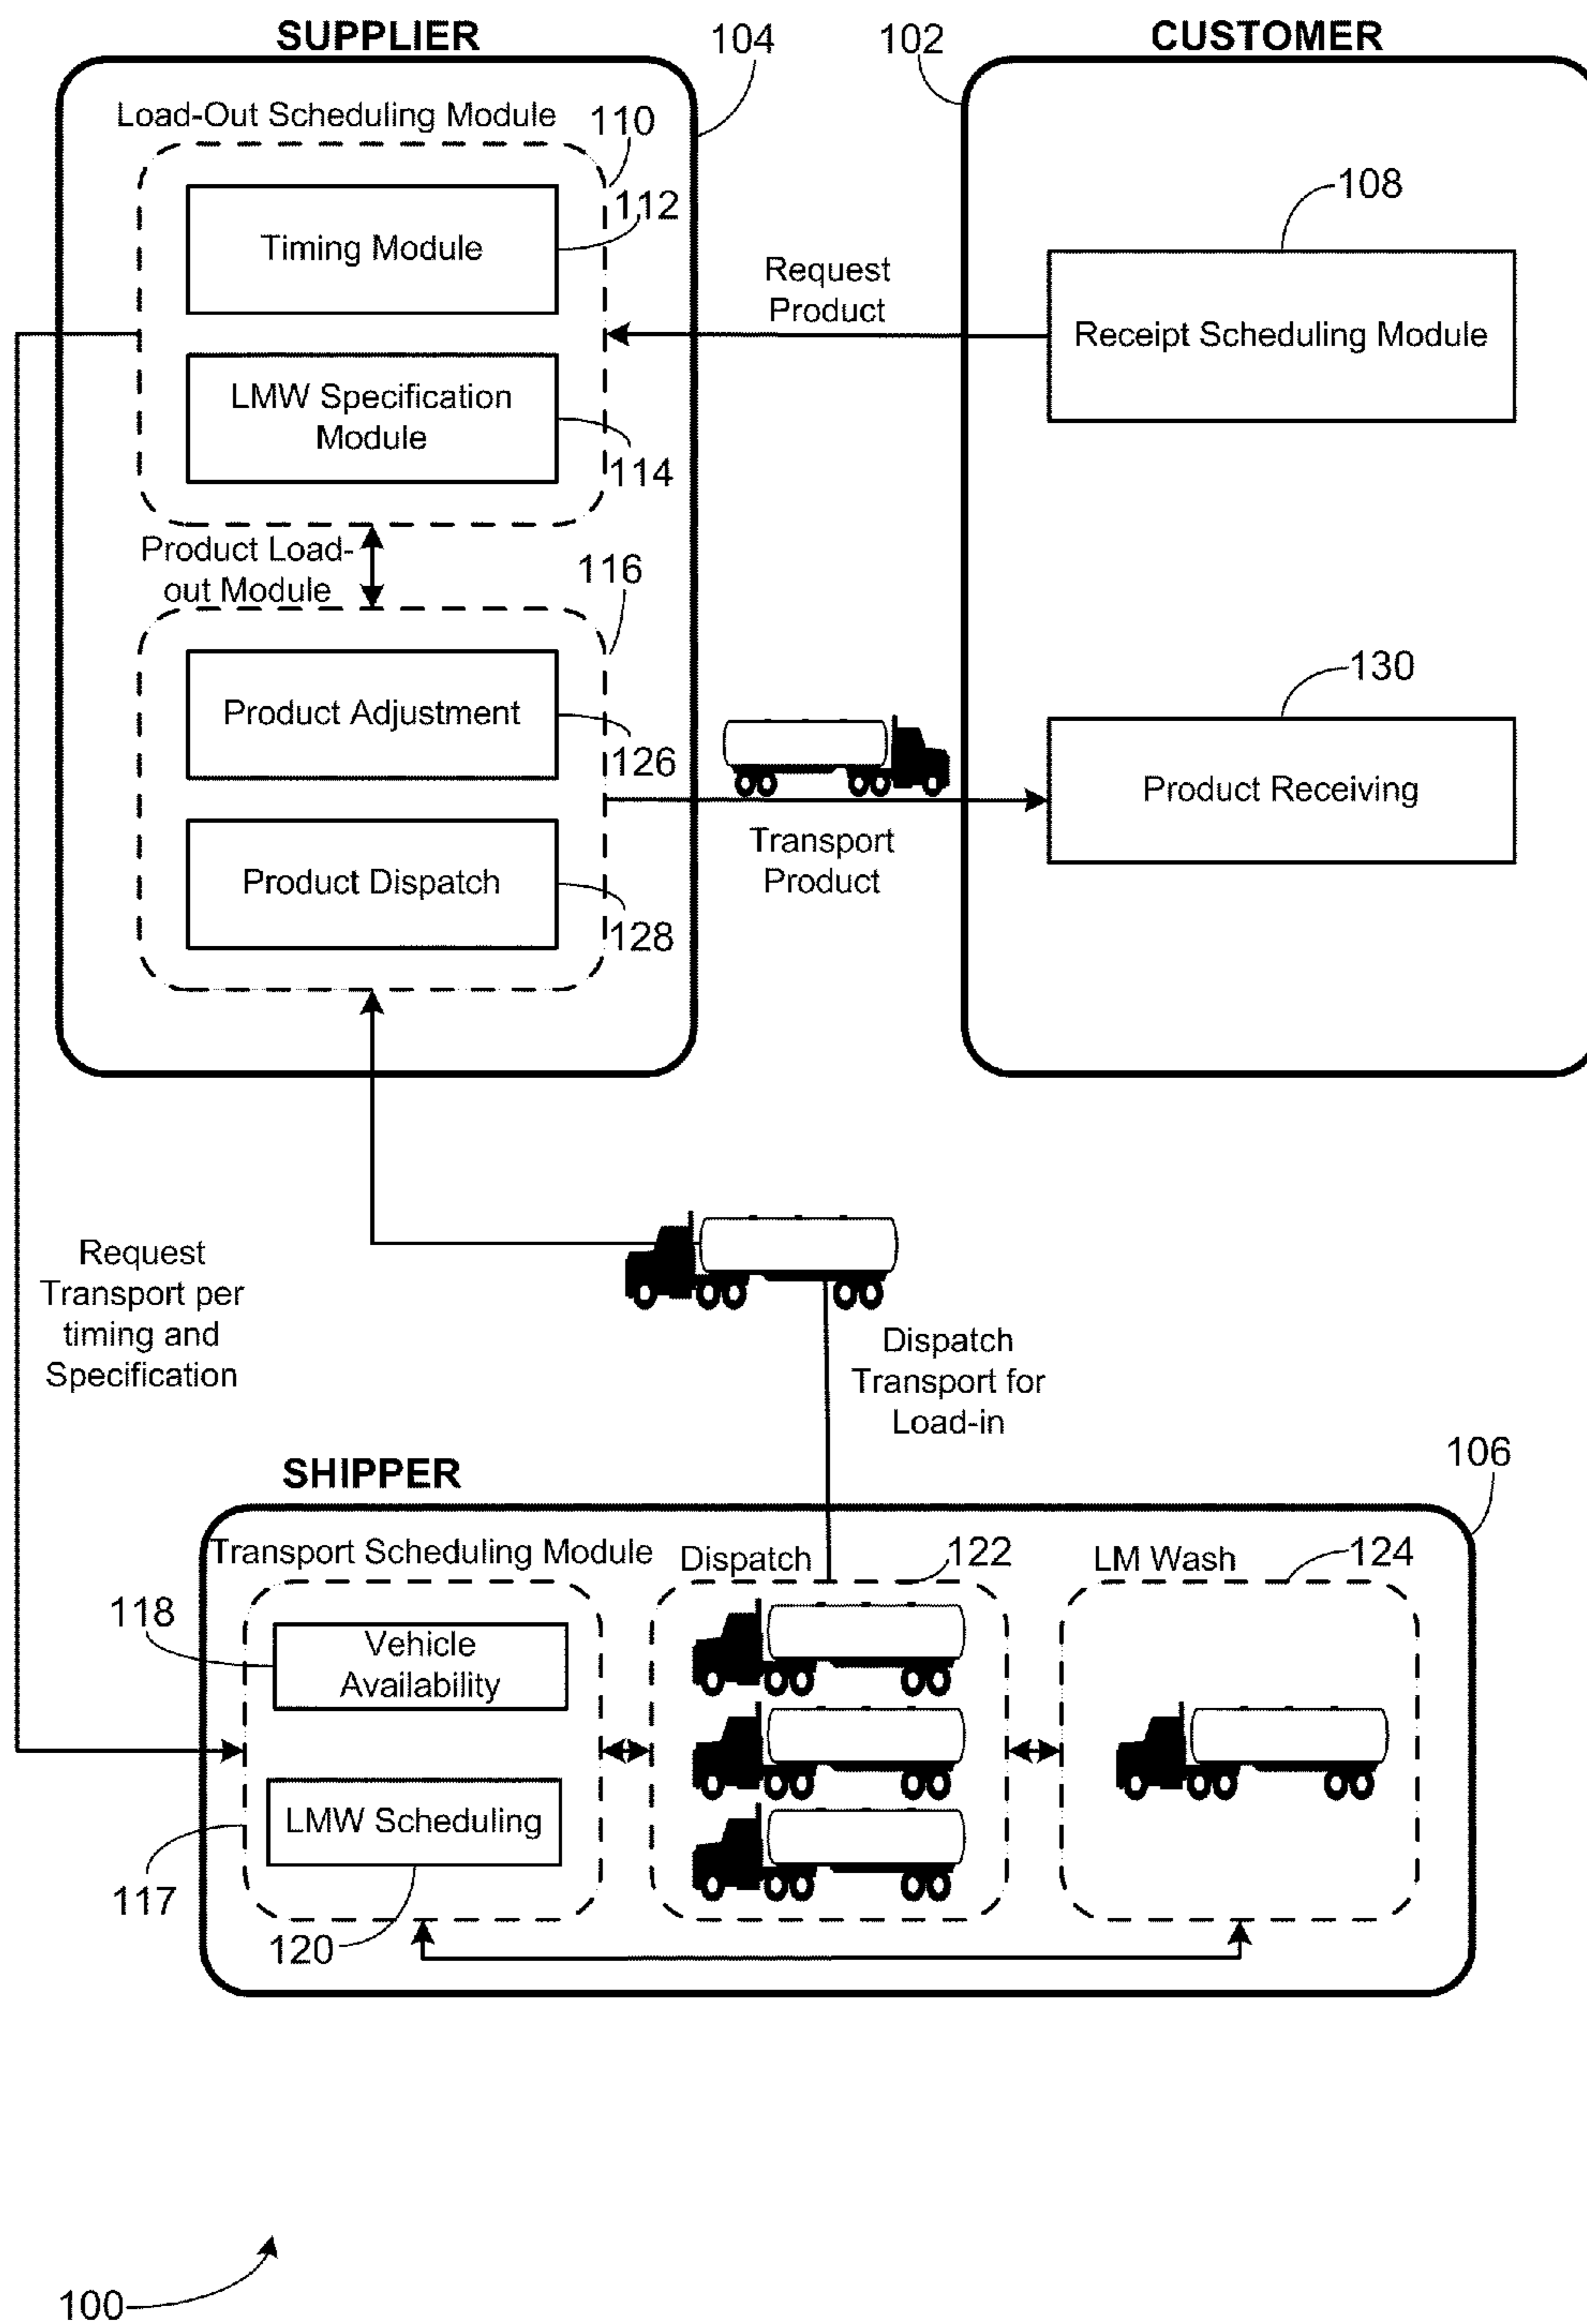 SUPPLIER
104
102
CUSTOMER
Load-Out Scheduling Module
110
112
Timing Module
108
Request
Product
Receipt Scheduling Module
LMW Specification
Module
114
Product Load-
out Module
116
Product Adjustment
126
130
Product Receiving
Transport
Product
Product Dispatch
128
Request
Transport per
timing and
Specification
Dispatch
Transport for
Load-in
SHIPPER
106
Transport Scheduling Module
Dispatch
122
LM Wash
124
118
Vehicle
Availability
LMW Scheduling
117
120
100